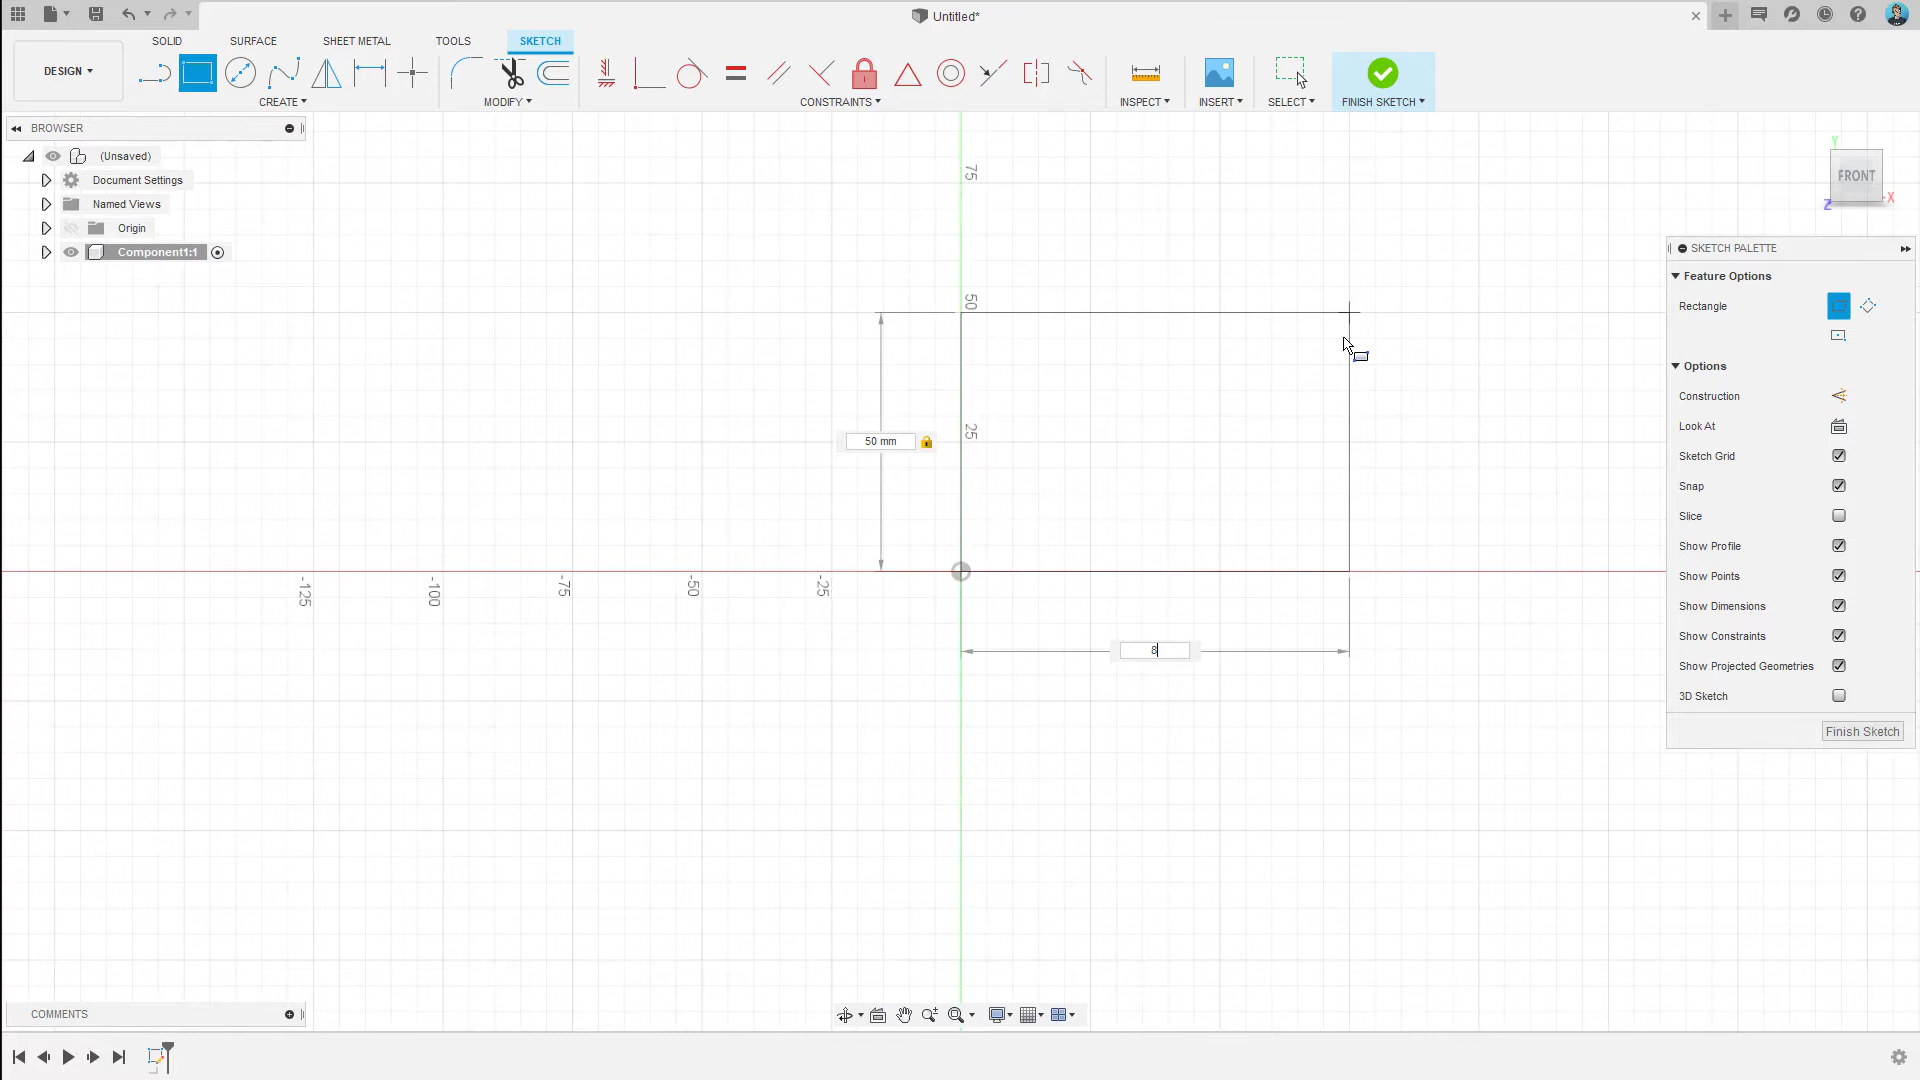 Untitled*
SOLID SURFACE SHEET METAL TOOLS SKETCH
DESIGN
CREATE MODIFY CONSTRAINTS INSPECT INSERT SELECT FINISH SKETCH
BROWSER
(Unsaved)
Document Settings
Named Views
Origin
Component1:1
75
50
25
-125 -100 -75 -50 -25
50 mm
8
Y
FRONT
X
Z
SKETCH PALETTE
Feature Options
Rectangle
Options
Construction
Look At
Sketch Grid
Snap
Slice
Show Profile
Show Points
Show Dimensions
Show Constraints
Show Projected Geometries
3D Sketch
Finish Sketch
COMMENTS